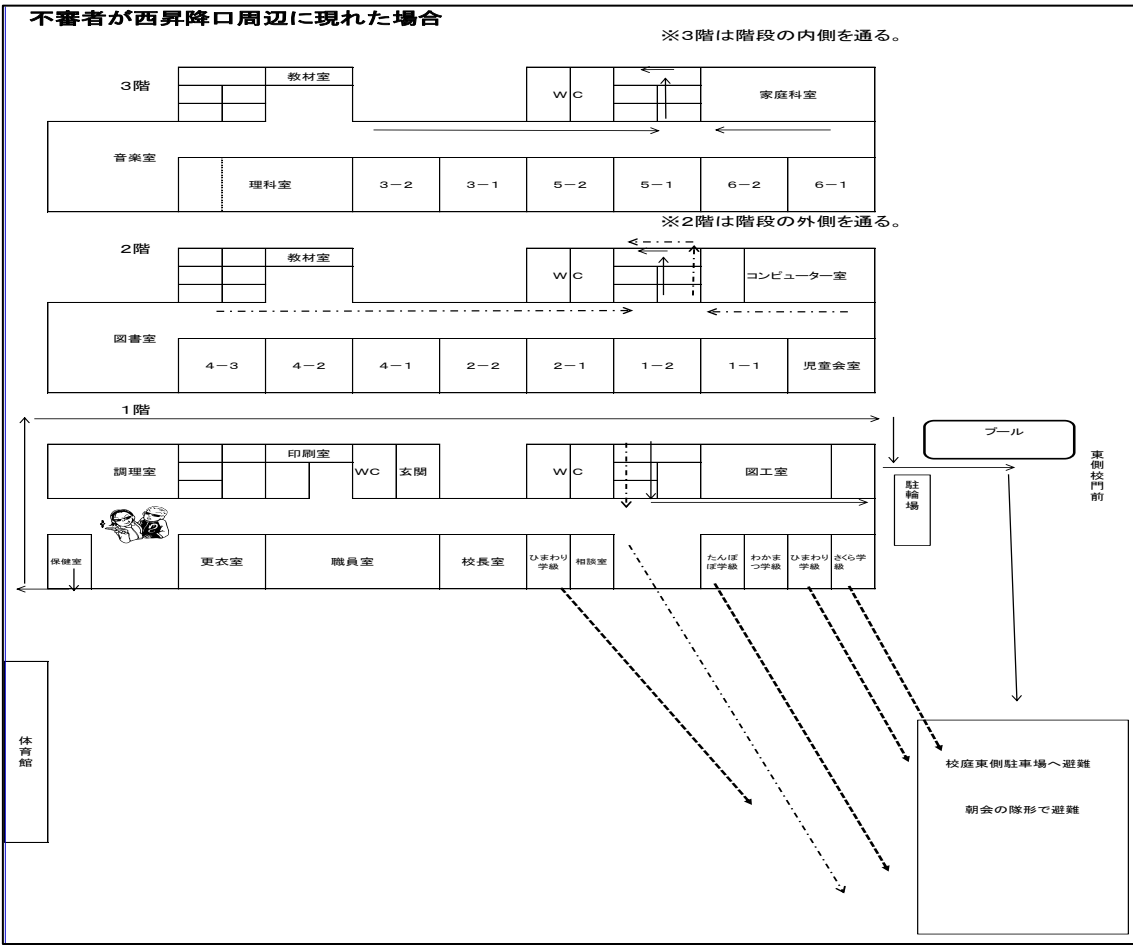 不審者が西昇降口周辺に現れた場合
※3階は階段の内側を通る。
3階
教材室
WC
家庭科室
音楽室
理科室
3－2
3－1
5－2
5－1
6－2
6－1
※2階は階段の外側を通る。
2階
教材室
WC
コンピューター室
図書室
4－3
4－2
4－1
2－2
2－1
1－2
1－1
児童会室
1階
プール
東側校門前
調理室
印刷室
WC
玄関
WC
図工室
駐輪場
保健室
更衣室
職員室
校長室
ひまわり
学級
相談室
たんぽ
ぽ学級
わかま
つ学級
ひまわり
学級
さくら学
級
体育館
校庭東側駐車場へ避難
朝会の隊形で避難